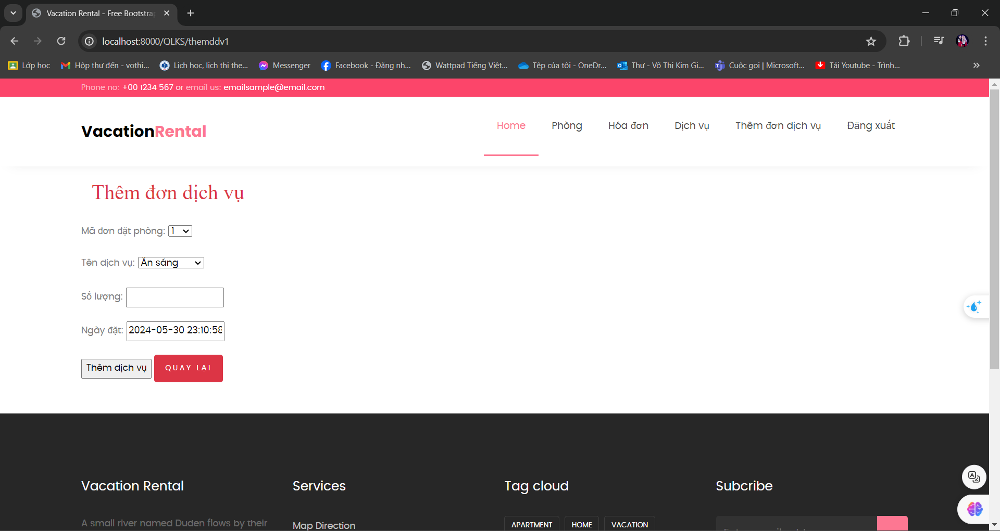 Vacation Rental - Free Bootstrap
localhost:8000/QLKS/themddv1
Lớp học
Hộp thư đến - vothi...
Lịch học, lịch thi the...
Messenger
Facebook - Đăng nh...
Wattpad Tiếng Việt...
Tệp của tôi - OneDr...
Thư - Võ Thị Kim Gi...
Cuộc gọi | Microsoft...
Tải Youtube - Trình...
Phone no: +00 1234 567 or email us: emailsample@email.com
VacationRental
Home
Phòng
Hóa đơn
Dịch vụ
Thêm đơn dịch vụ
Đăng xuất
Thêm đơn dịch vụ
Mã đơn đặt phòng: 1
Tên dịch vụ: Ăn sáng
Số lượng:
Ngày đặt: 2024-05-30 23:10:58
Thêm dịch vụ
QUAY LẠI
Vacation Rental
A small river named Duden flows by their
Services
Map Direction
Tag cloud
APARTMENT
HOME
VACATION
Subcribe